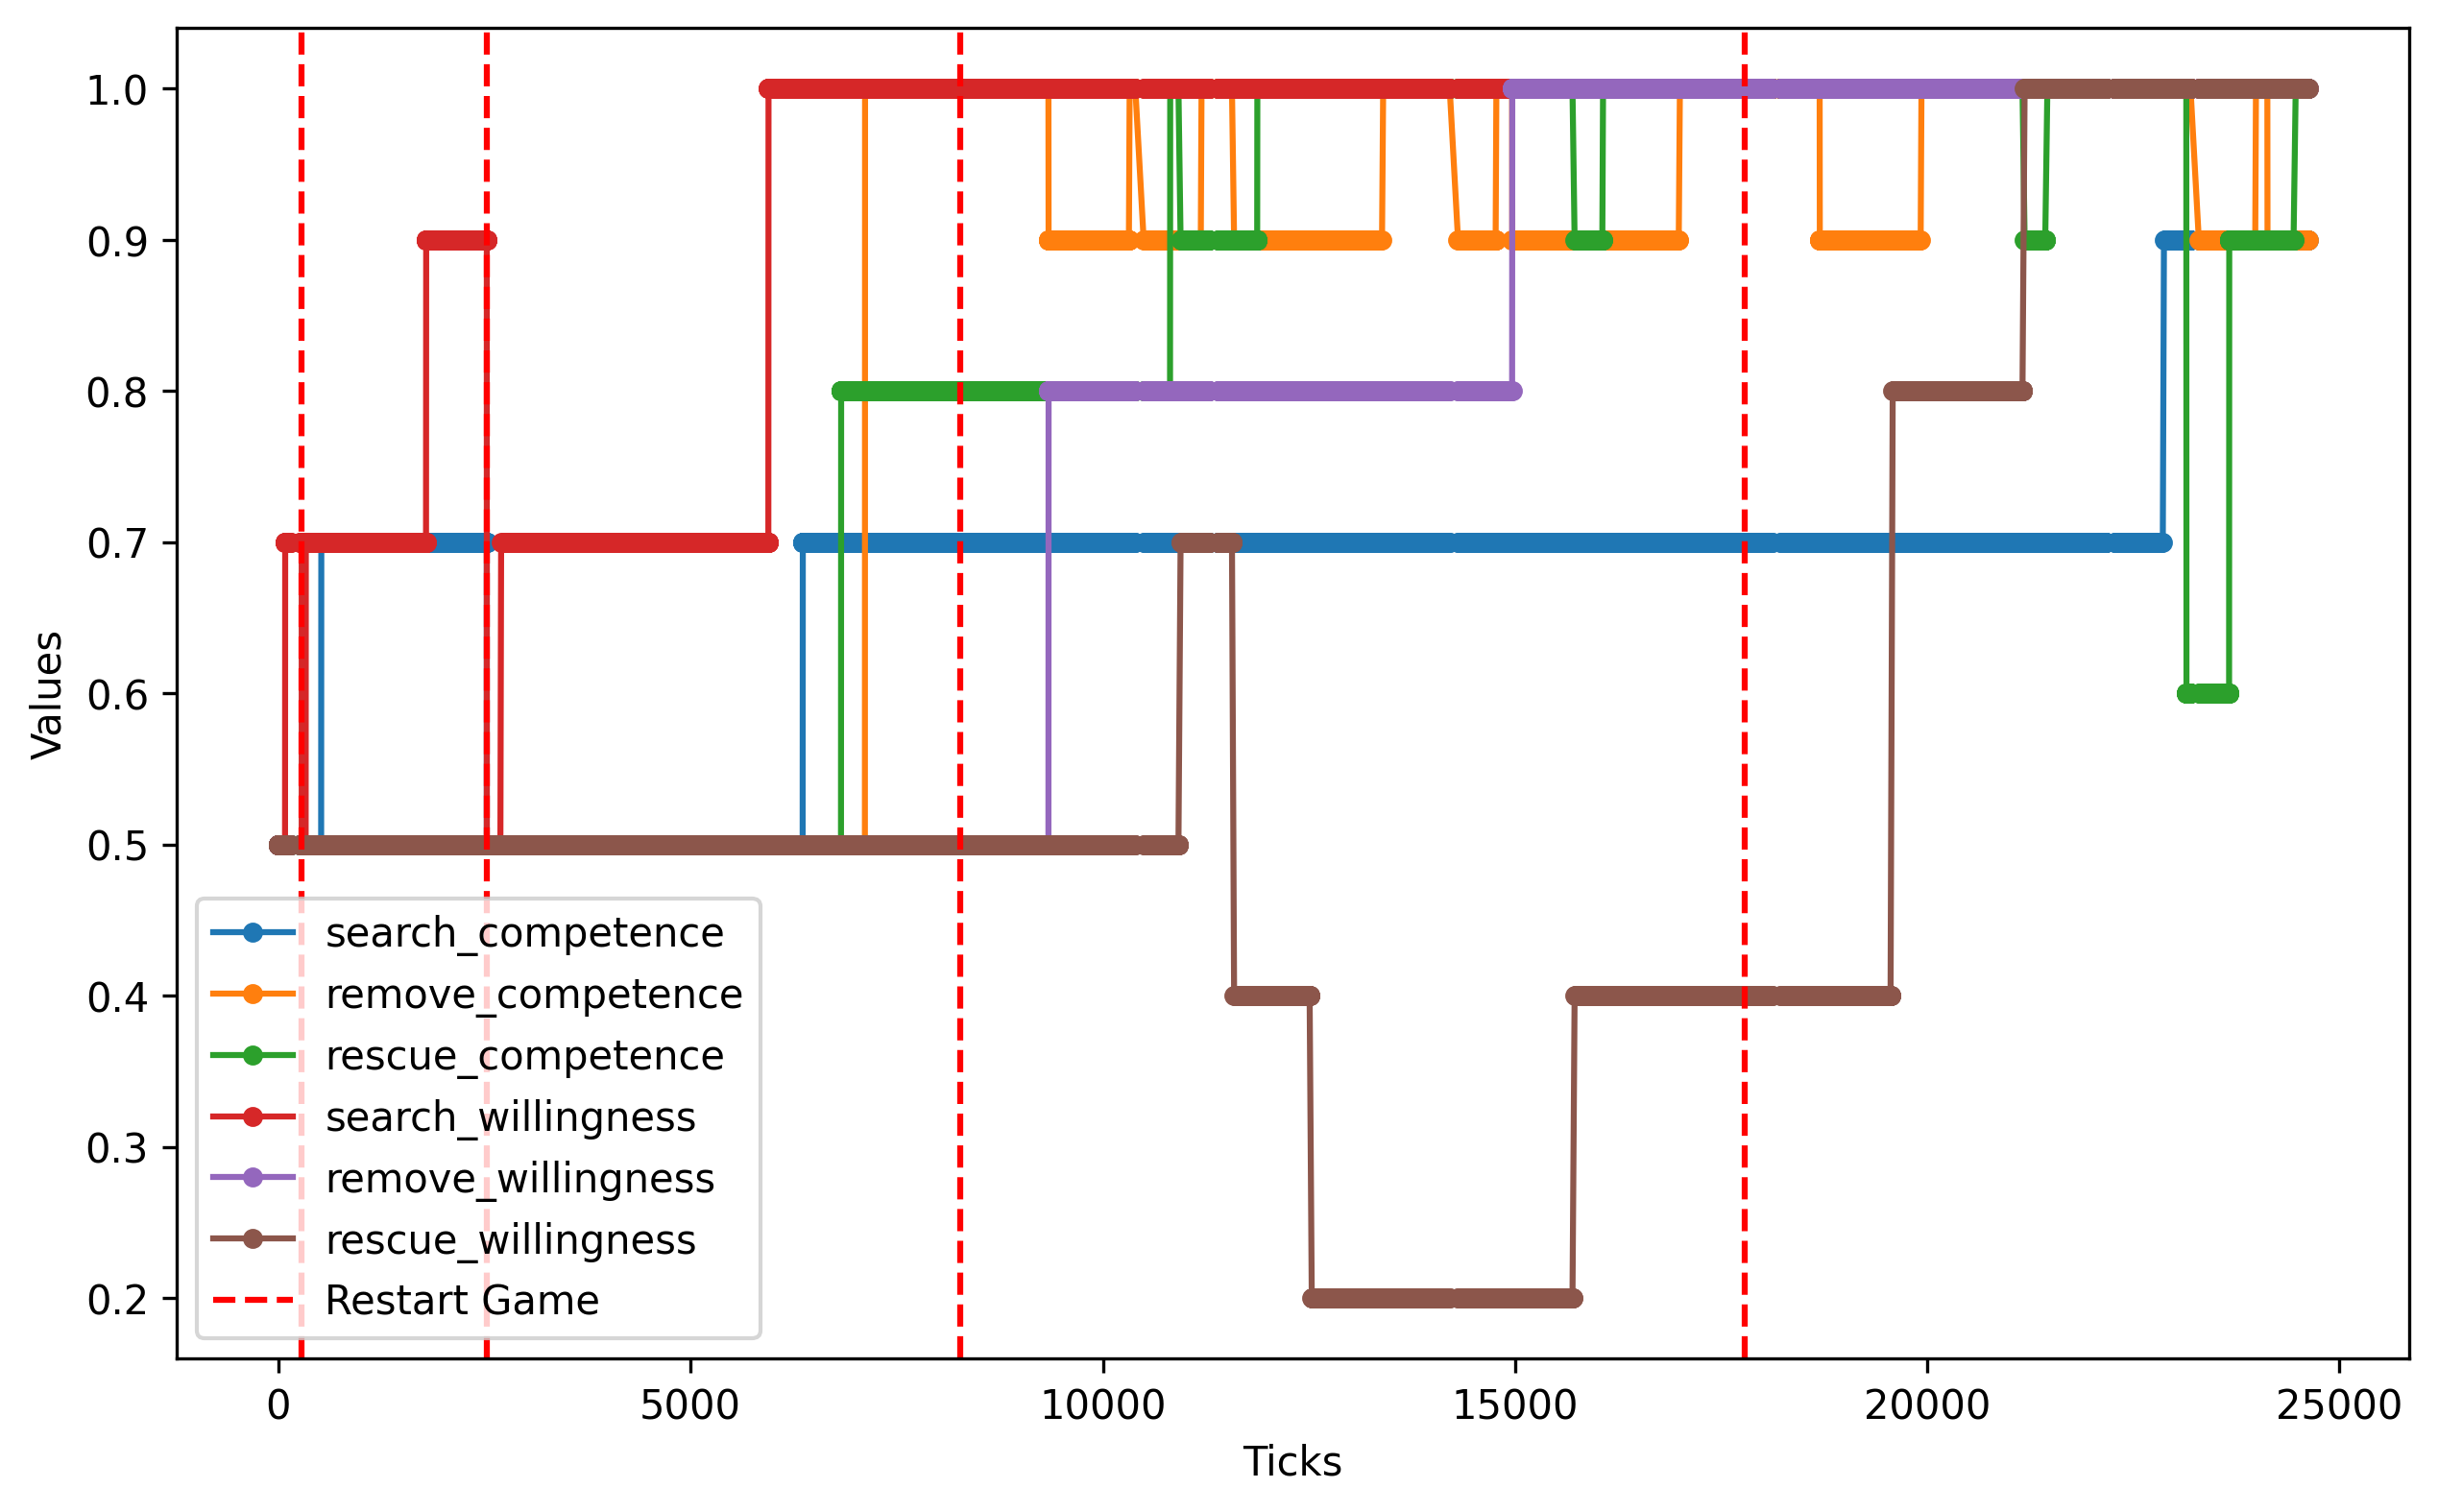 1.0
0.9
0.8
0.7
0.6
0.5
0.4
0.3
0.2
Values
search_competence
remove_competence
rescue_competence
search_willingness
remove_willingness
rescue_willingness
Restart Game
0 5000 10000 15000 20000 25000
Ticks